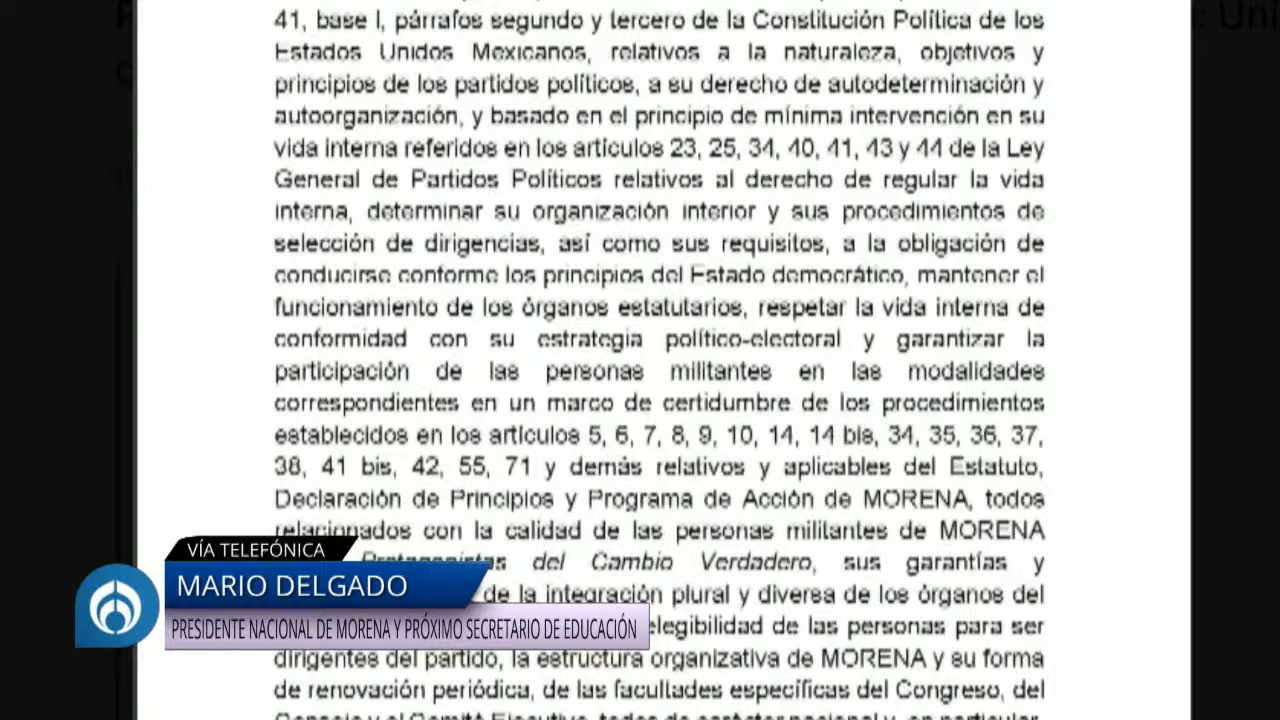 41, base I, párrafos segundo y tercero de la Constitución Política de los
Estados Unidos Mexicanos, relativos a la naturaleza, objetivos y
principios de los partidos políticos, a su derecho de autodeterminación y
autoorganización, y basado en el principio de mínima intervención en su
vida interna referidos en los artículos 23, 25, 34, 40, 41, 43 y 44 de la Ley
General de Partidos Políticos relativos al derecho de regular la vida
interna, determinar su organización interior y sus procedimientos de
selección de dirigencias, así como sus requisitos, a la obligación de
conducirse conforme los principios del Estado democrático, mantener el
funcionamiento de los órganos estatutarios, respetar la vida interna de
conformidad con su estrategia político-electoral y garantizar la
participación de las personas militantes en las modalidades
correspondientes en un marco de certidumbre de los procedimientos
establecidos en los artículos 5, 6, 7, 8, 9, 10, 14, 14 bis, 34, 35, 36, 37,
38, 41 bis, 42, 55, 71 y demás relativos y aplicables del Estatuto,
Declaración de Principios y Programa de Acción de MORENA, todos
relacionados con la calidad de las personas militantes de MORENA
Protagonistas del Cambio Verdadero, sus garantías y
de la integración plural y diversa de los órganos del
elegibilidad de las personas para ser
dirigentes del partido, la estructura organizativa de MORENA y su forma
de renovación periódica, de las facultades específicas del Congreso, del
Consejo y el Comité Ejecutivo, todos de carácter nacional y, en particular,
VÍA TELEFÓNICA
MARIO DELGADO
PRESIDENTE NACIONAL DE MORENA Y PRÓXIMO SECRETARIO DE EDUCACIÓN